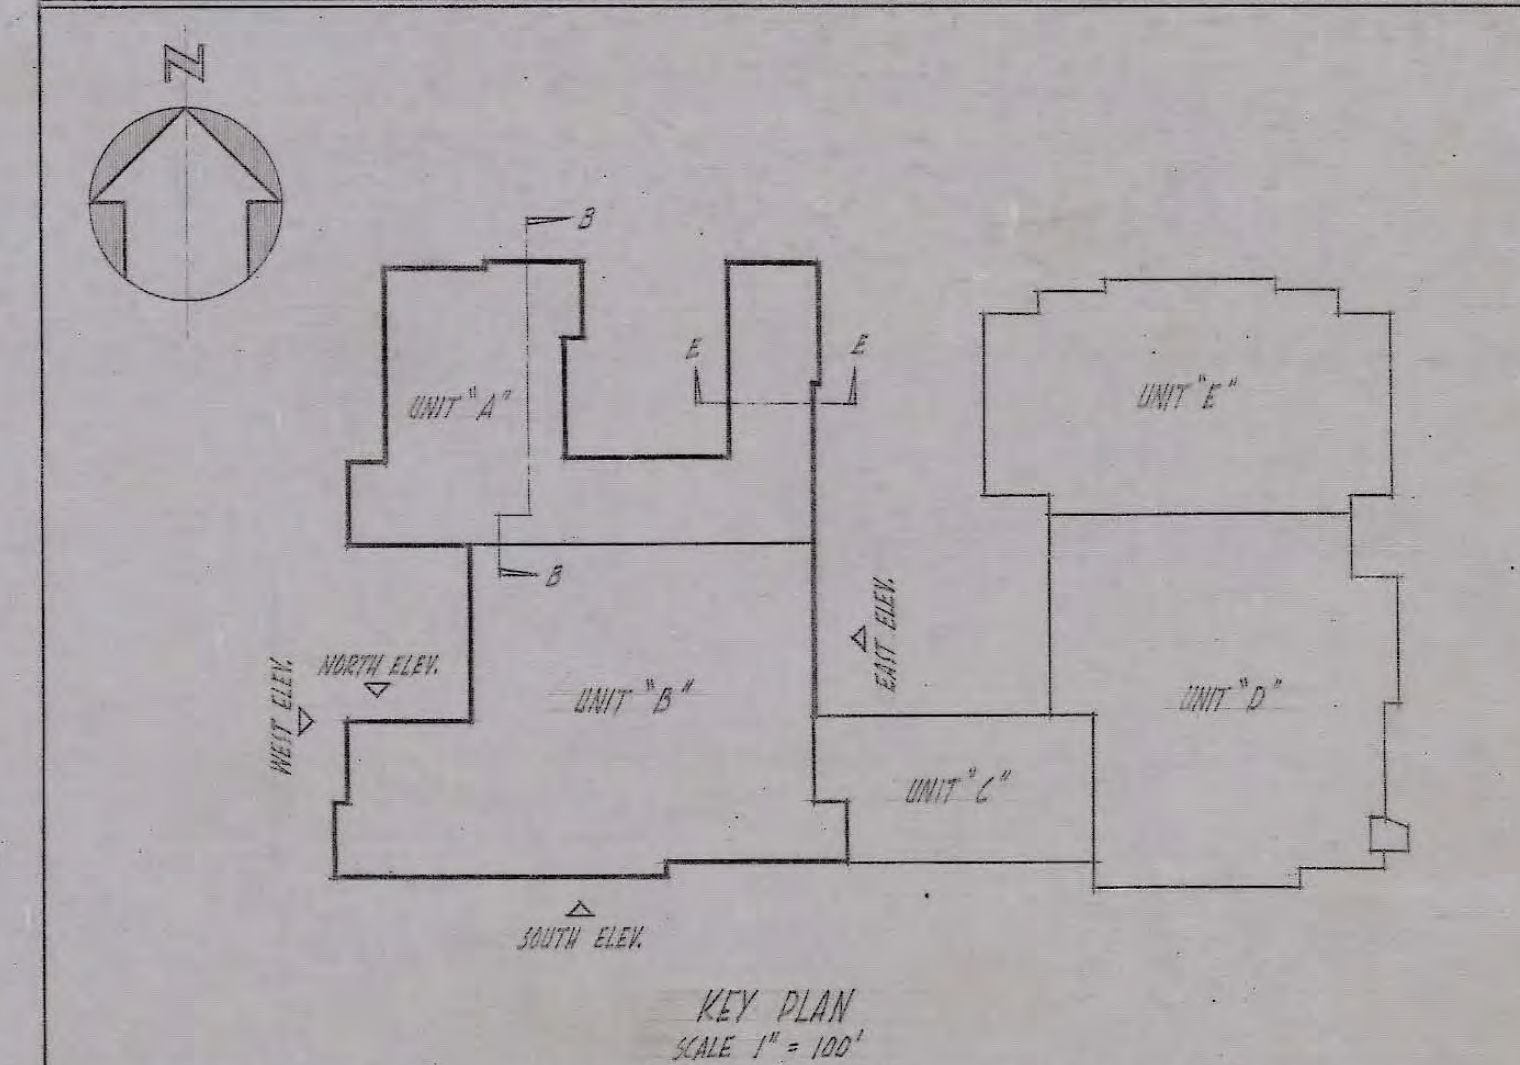 N
B
E
E
UNIT "A"
UNIT "E"
B
EAST ELEV.
NORTH ELEV.
WEST ELEV.
UNIT "B"
UNIT "D"
UNIT "C"
SOUTH ELEV.
KEY PLAN
SCALE 1" = 100'